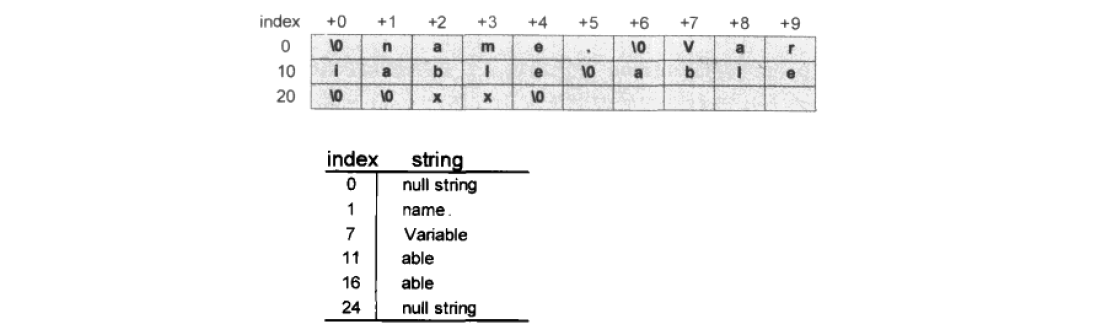 index +0 +1 +2 +3 +4 +5 +6 +7 +8 +9
0 \0 n a m e . \0 V a r
10 i a b l e \0 a b l e
20 \0 \0 x x \0
index string
0 null string
1 name.
7 Variable
11 able
16 able
24 null string